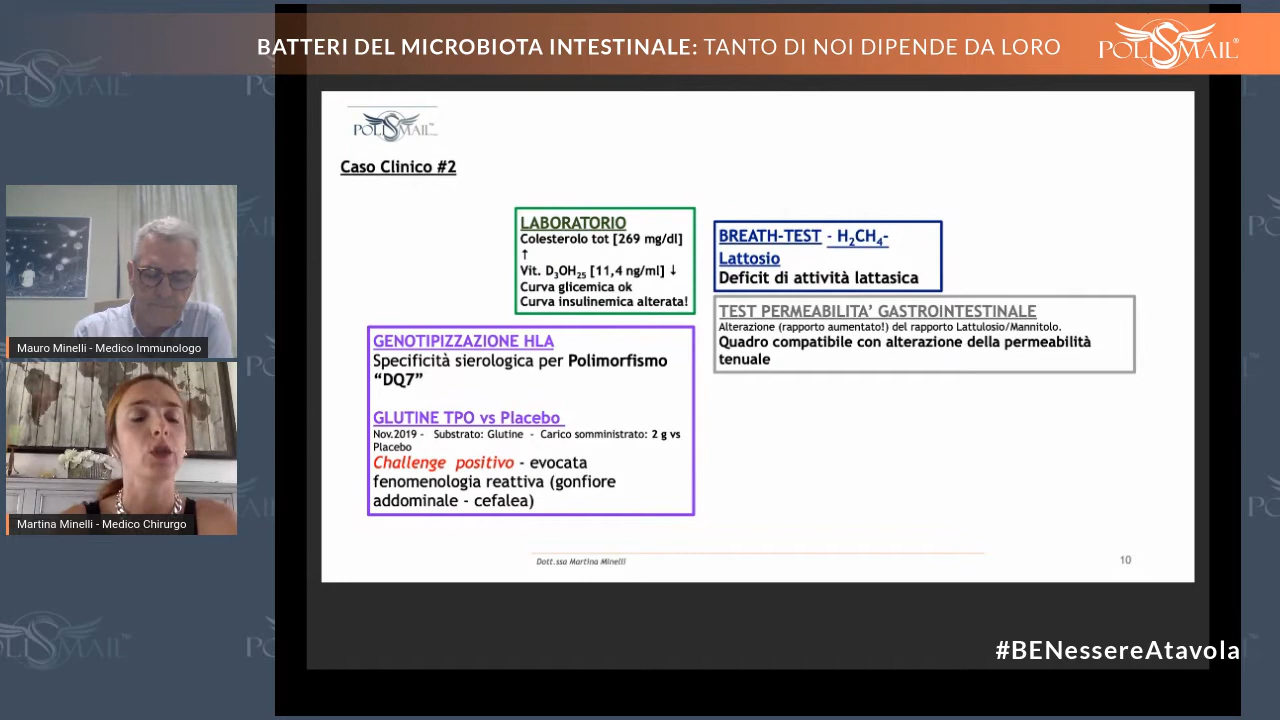 BATTERI DEL MICROBIOTA INTESTINALE: TANTO DI NOI DIPENDE DA LORO
POLISMAIL®
POLISMAIL™
Caso Clinico #2
LABORATORIO
Colesterolo tot [269 mg/dl]
↑
Vit. D₃OH₂₅ [11,4 ng/ml] ↓
Curva glicemica ok
Curva insulinemica alterata!
BREATH-TEST - H₂CH₄-
Lattosio
Deficit di attività lattasica
TEST PERMEABILITA’ GASTROINTESTINALE
Alterazione (rapporto aumentato!) del rapporto Lattulosio/Mannitolo.
Quadro compatibile con alterazione della permeabilità
tenuale
GENOTIPIZZAZIONE HLA
Specificità sierologica per Polimorfismo
“DQ7”
GLUTINE TPO vs Placebo
Nov.2019 - Substrato: Glutine - Carico somministrato: 2 g vs
Placebo
Challenge positivo - evocata
fenomenologia reattiva (gonfiore
addominale - cefalea)
Dott.ssa Martina Minelli
10
Mauro Minelli - Medico Immunologo
Martina Minelli - Medico Chirurgo
#BENessereAtavola